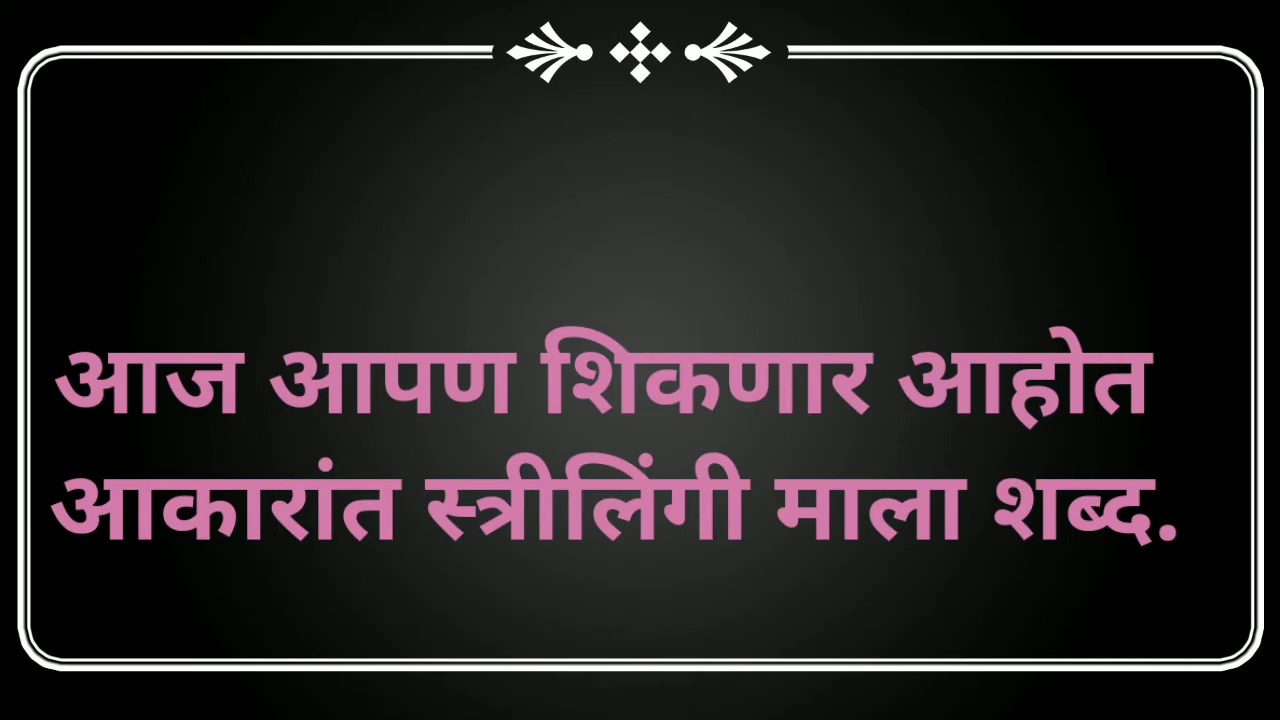 आज आपण शिकणार आहोत
आकारांत स्त्रीलिंगी माला शब्द.